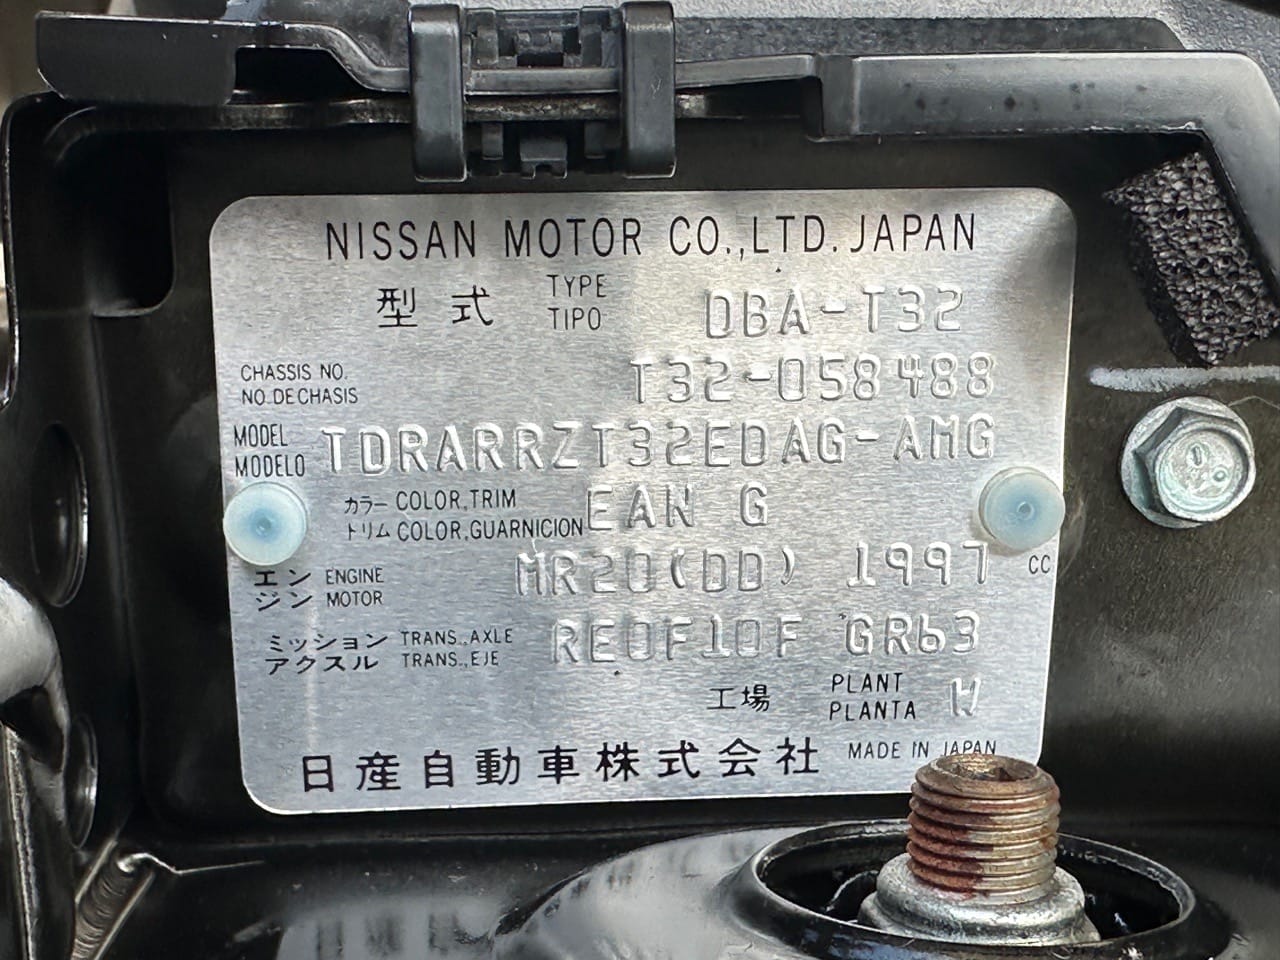 NISSAN MOTOR CO.,LTD. JAPAN
型式 TYPE TIPO DBA-T32
CHASSIS NO. NO.DE CHASIS T32-058488
MODEL MODELO TDRARRZT32EDAG-AMG
カラー COLOR,TRIM
トリム COLOR,GUARNICION EAN G
エン ENGINE
ジン MOTOR MR20(DD) 1997 CC
ミッション TRANS.,AXLE
アクスル TRANS.,EJE RE0F10F GR63
工場 PLANT PLANTA W
日産自動車株式会社 MADE IN JAPAN